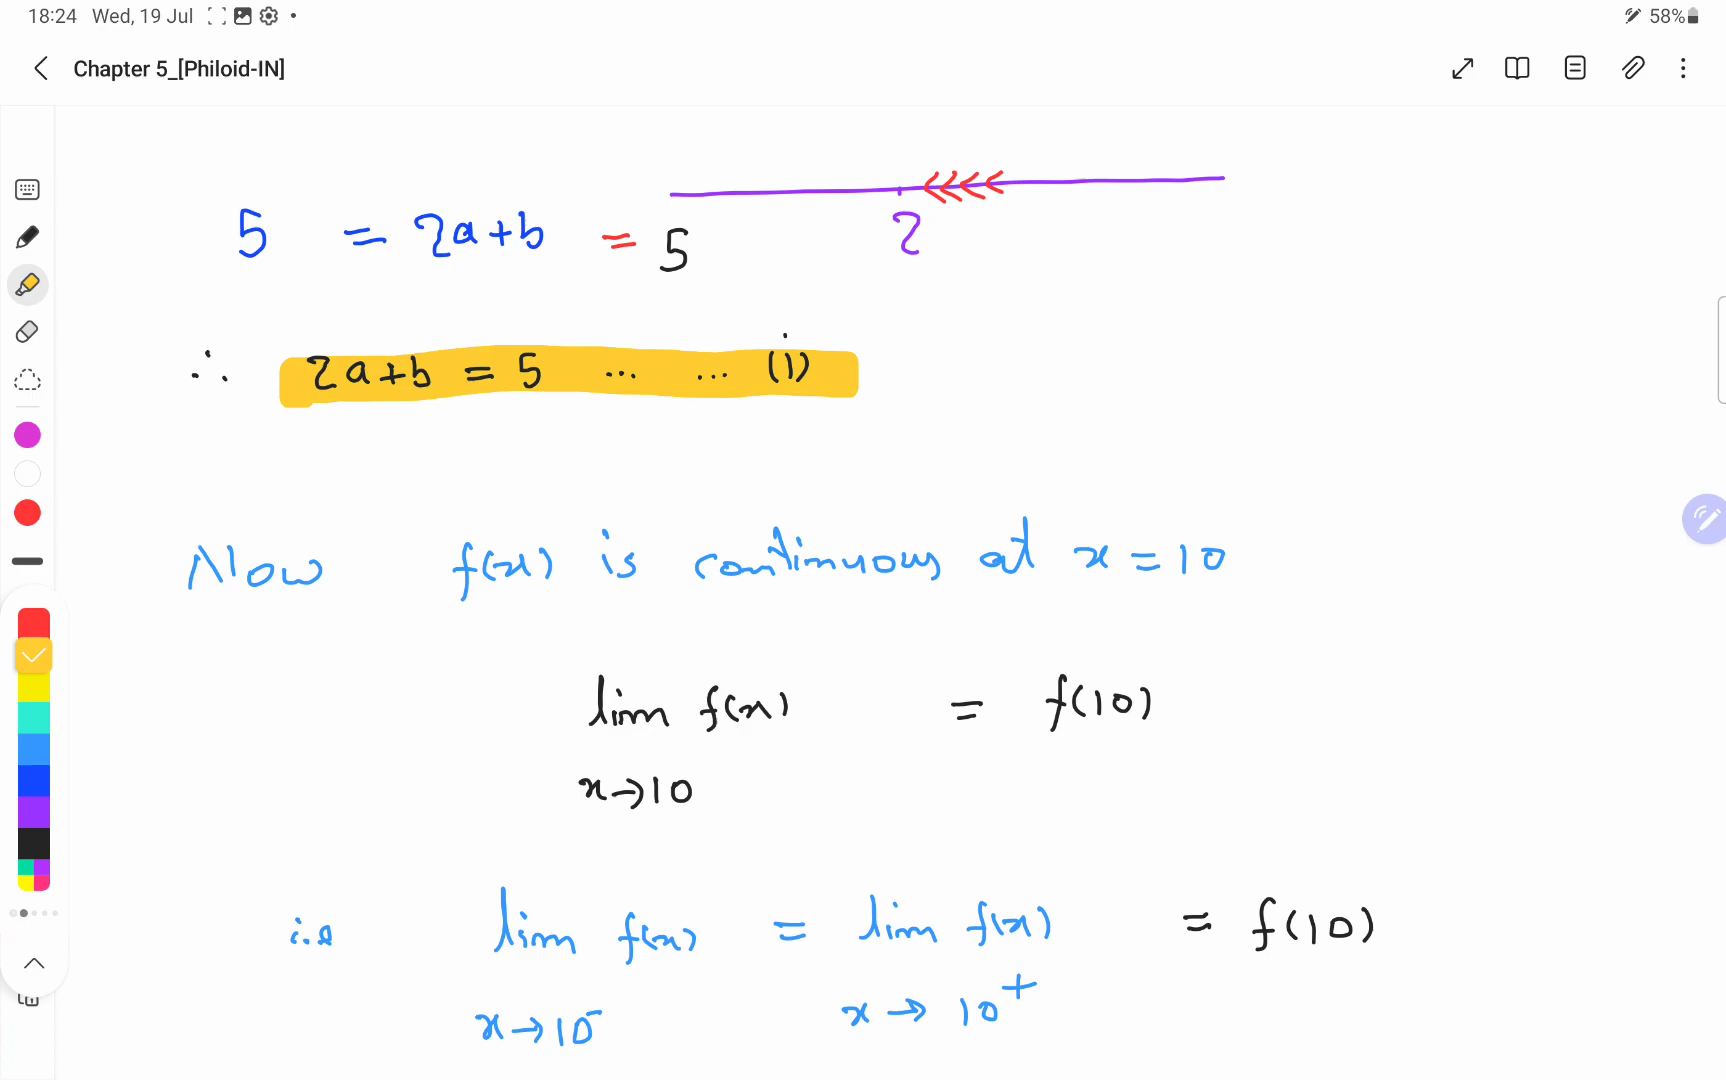 18:24 Wed, 19 Jul 58%
Chapter 5_[Philoid-IN]
5 = 2a+b = 5
2
∴ 2a+b = 5 ... ... (i)
Now f(x) is continuous at x = 10
lim f(x) = f(10)
x→10
i.e lim f(x) = lim f(x) = f(10)
x→10⁻ x→ 10⁺